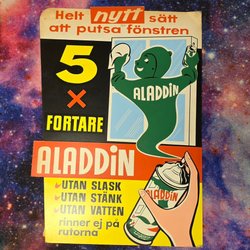 Helt nytt sätt
att putsa fönstren
5
×
FORTARE
ALADDIN
ALADDIN
UTAN SLASK
UTAN STÄNK
UTAN VATTEN
rinner ej på
rutorna
ALADDIN